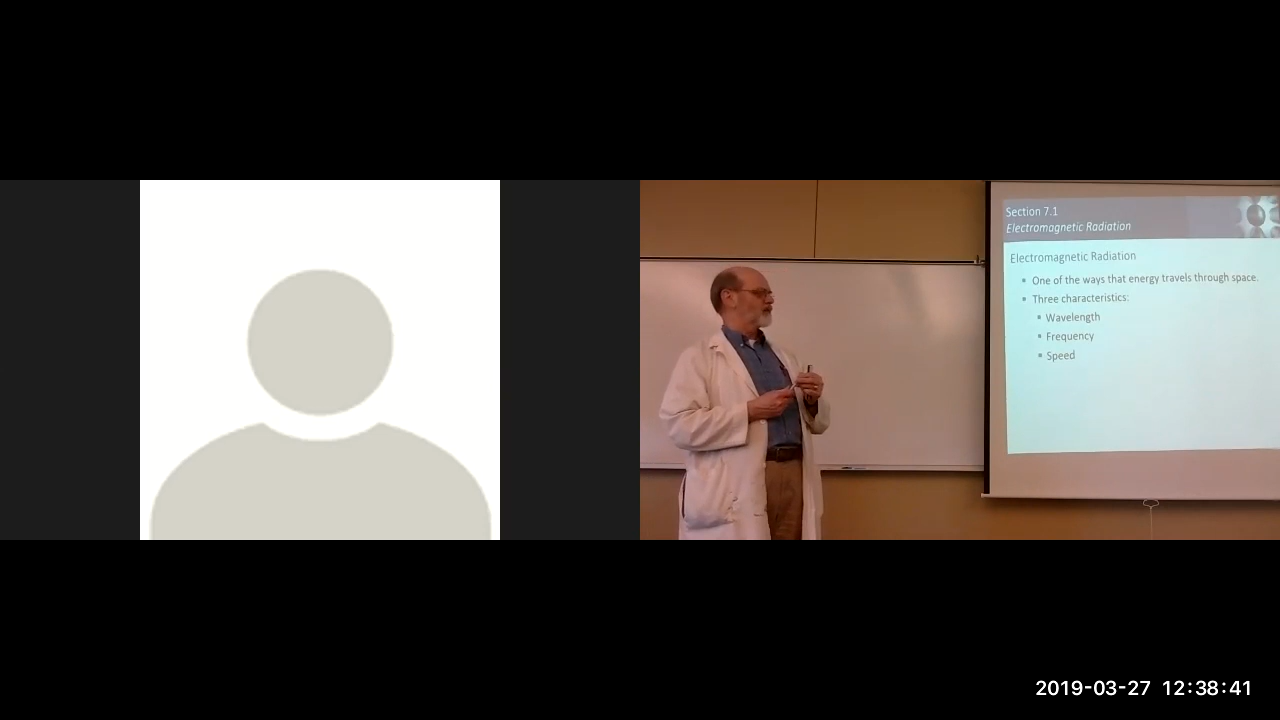 Section 7.1
Electromagnetic Radiation
Electromagnetic Radiation
One of the ways that energy travels through space.
Three characteristics:
Wavelength
Frequency
Speed
2019-03-27 12:38:41